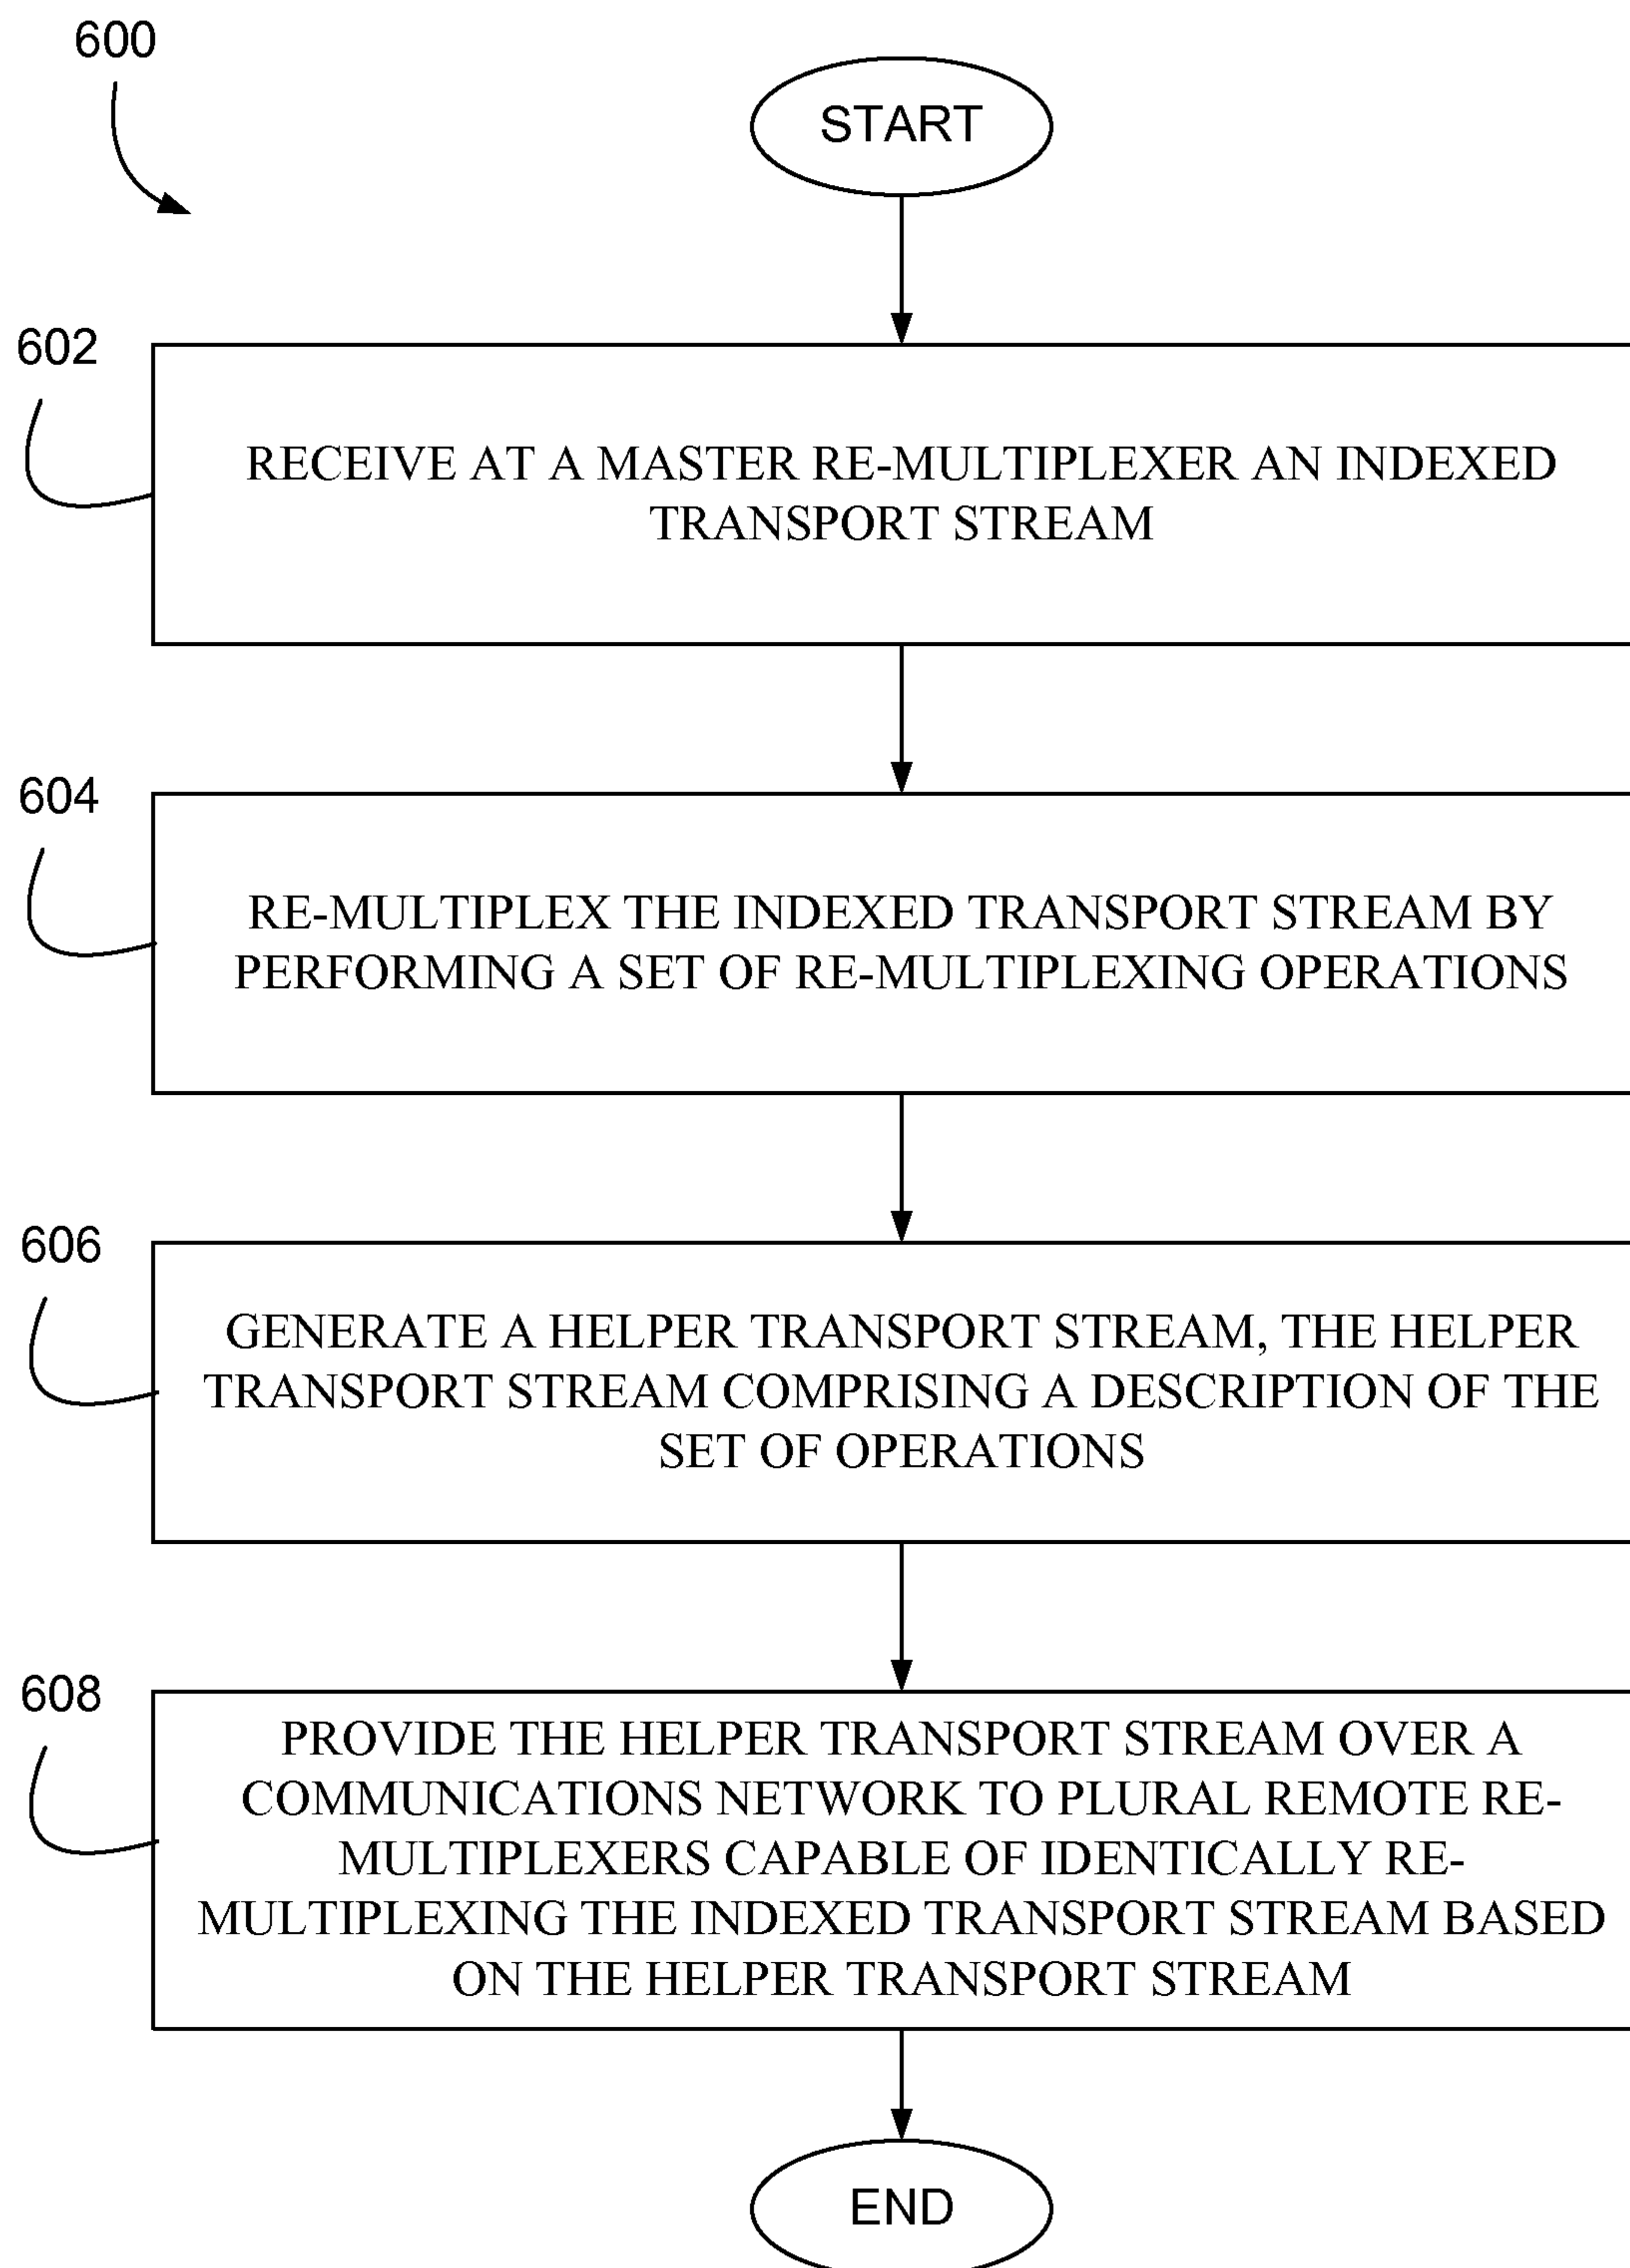 600
START
602
RECEIVE AT A MASTER RE-MULTIPLEXER AN INDEXED
TRANSPORT STREAM
604
RE-MULTIPLEX THE INDEXED TRANSPORT STREAM BY
PERFORMING A SET OF RE-MULTIPLEXING OPERATIONS
606
GENERATE A HELPER TRANSPORT STREAM, THE HELPER
TRANSPORT STREAM COMPRISING A DESCRIPTION OF THE
SET OF OPERATIONS
608
PROVIDE THE HELPER TRANSPORT STREAM OVER A
COMMUNICATIONS NETWORK TO PLURAL REMOTE RE-
MULTIPLEXERS CAPABLE OF IDENTICALLY RE-
MULTIPLEXING THE INDEXED TRANSPORT STREAM BASED
ON THE HELPER TRANSPORT STREAM
END